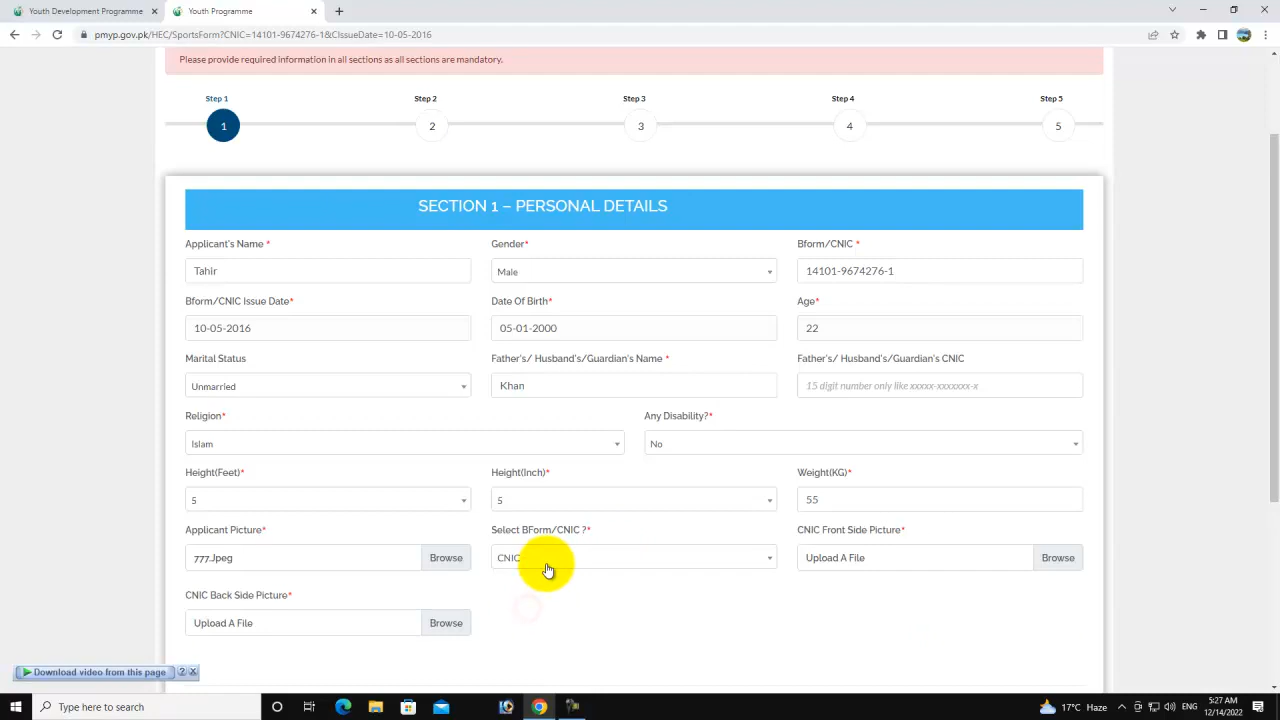 Youth Development Programme
Youth Programme
pmyp.gov.pk/HEC/SportsForm?CNIC=14101-9674276-1&CIssueDate=10-05-2016
Please provide required information in all sections as all sections are mandatory.
Step 1 Step 2 Step 3 Step 4 Step 5
1 2 3 4 5
SECTION 1 – PERSONAL DETAILS
Applicant's Name * Gender* Bform/CNIC *
Tahir Male 14101-9674276-1
Bform/CNIC Issue Date* Date Of Birth* Age*
10-05-2016 05-01-2000 22
Marital Status Father's/ Husband's/Guardian's Name * Father's/ Husband's/Guardian's CNIC
Unmarried Khan 15 digit number only like xxxxx-xxxxxxx-x
Religion* Any Disability?*
Islam No
Height(Feet)* Height(Inch)* Weight(KG)*
5 5 55
Applicant Picture* Select BForm/CNIC ?* CNIC Front Side Picture*
777.Jpeg Browse CNIC Upload A File Browse
CNIC Back Side Picture*
Upload A File Browse
Download video from this page ? X
Type here to search 17°C Haze ENG 5:27 AM
12/14/2022